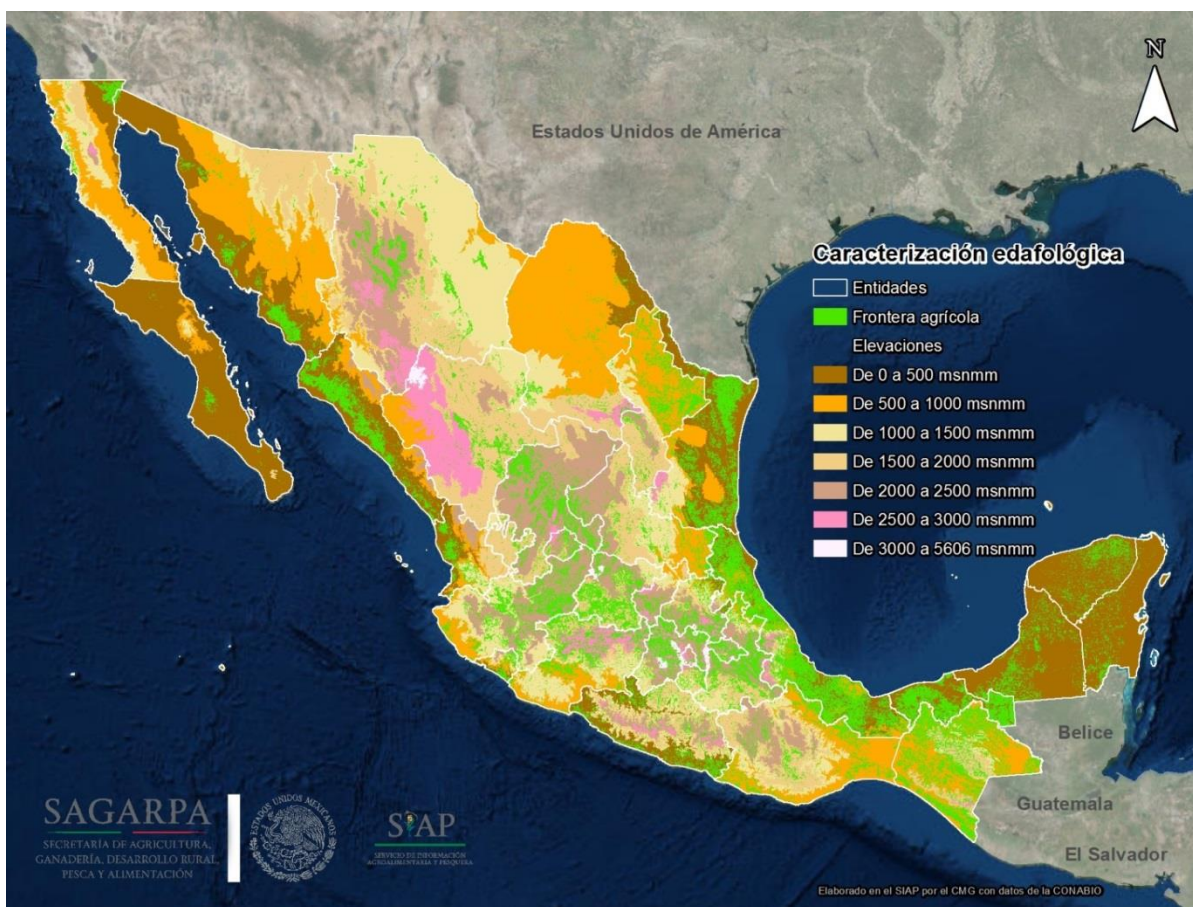 N
Estados Unidos de América
Caracterización edafológica
Entidades
Frontera agrícola
Elevaciones
De 0 a 500 msnmm
De 500 a 1000 msnmm
De 1000 a 1500 msnmm
De 1500 a 2000 msnmm
De 2000 a 2500 msnmm
De 2500 a 3000 msnmm
De 3000 a 5606 msnmm
Belice
Guatemala
El Salvador
SAGARPA
SECRETARÍA DE AGRICULTURA,
GANADERÍA, DESARROLLO RURAL,
PESCA Y ALIMENTACIÓN
ESTADOS UNIDOS MEXICANOS
SIAP
SERVICIO DE INFORMACIÓN
AGROALIMENTARIA Y PESQUERA
Elaborado en el SIAP por el CMG con datos de la CONABIO